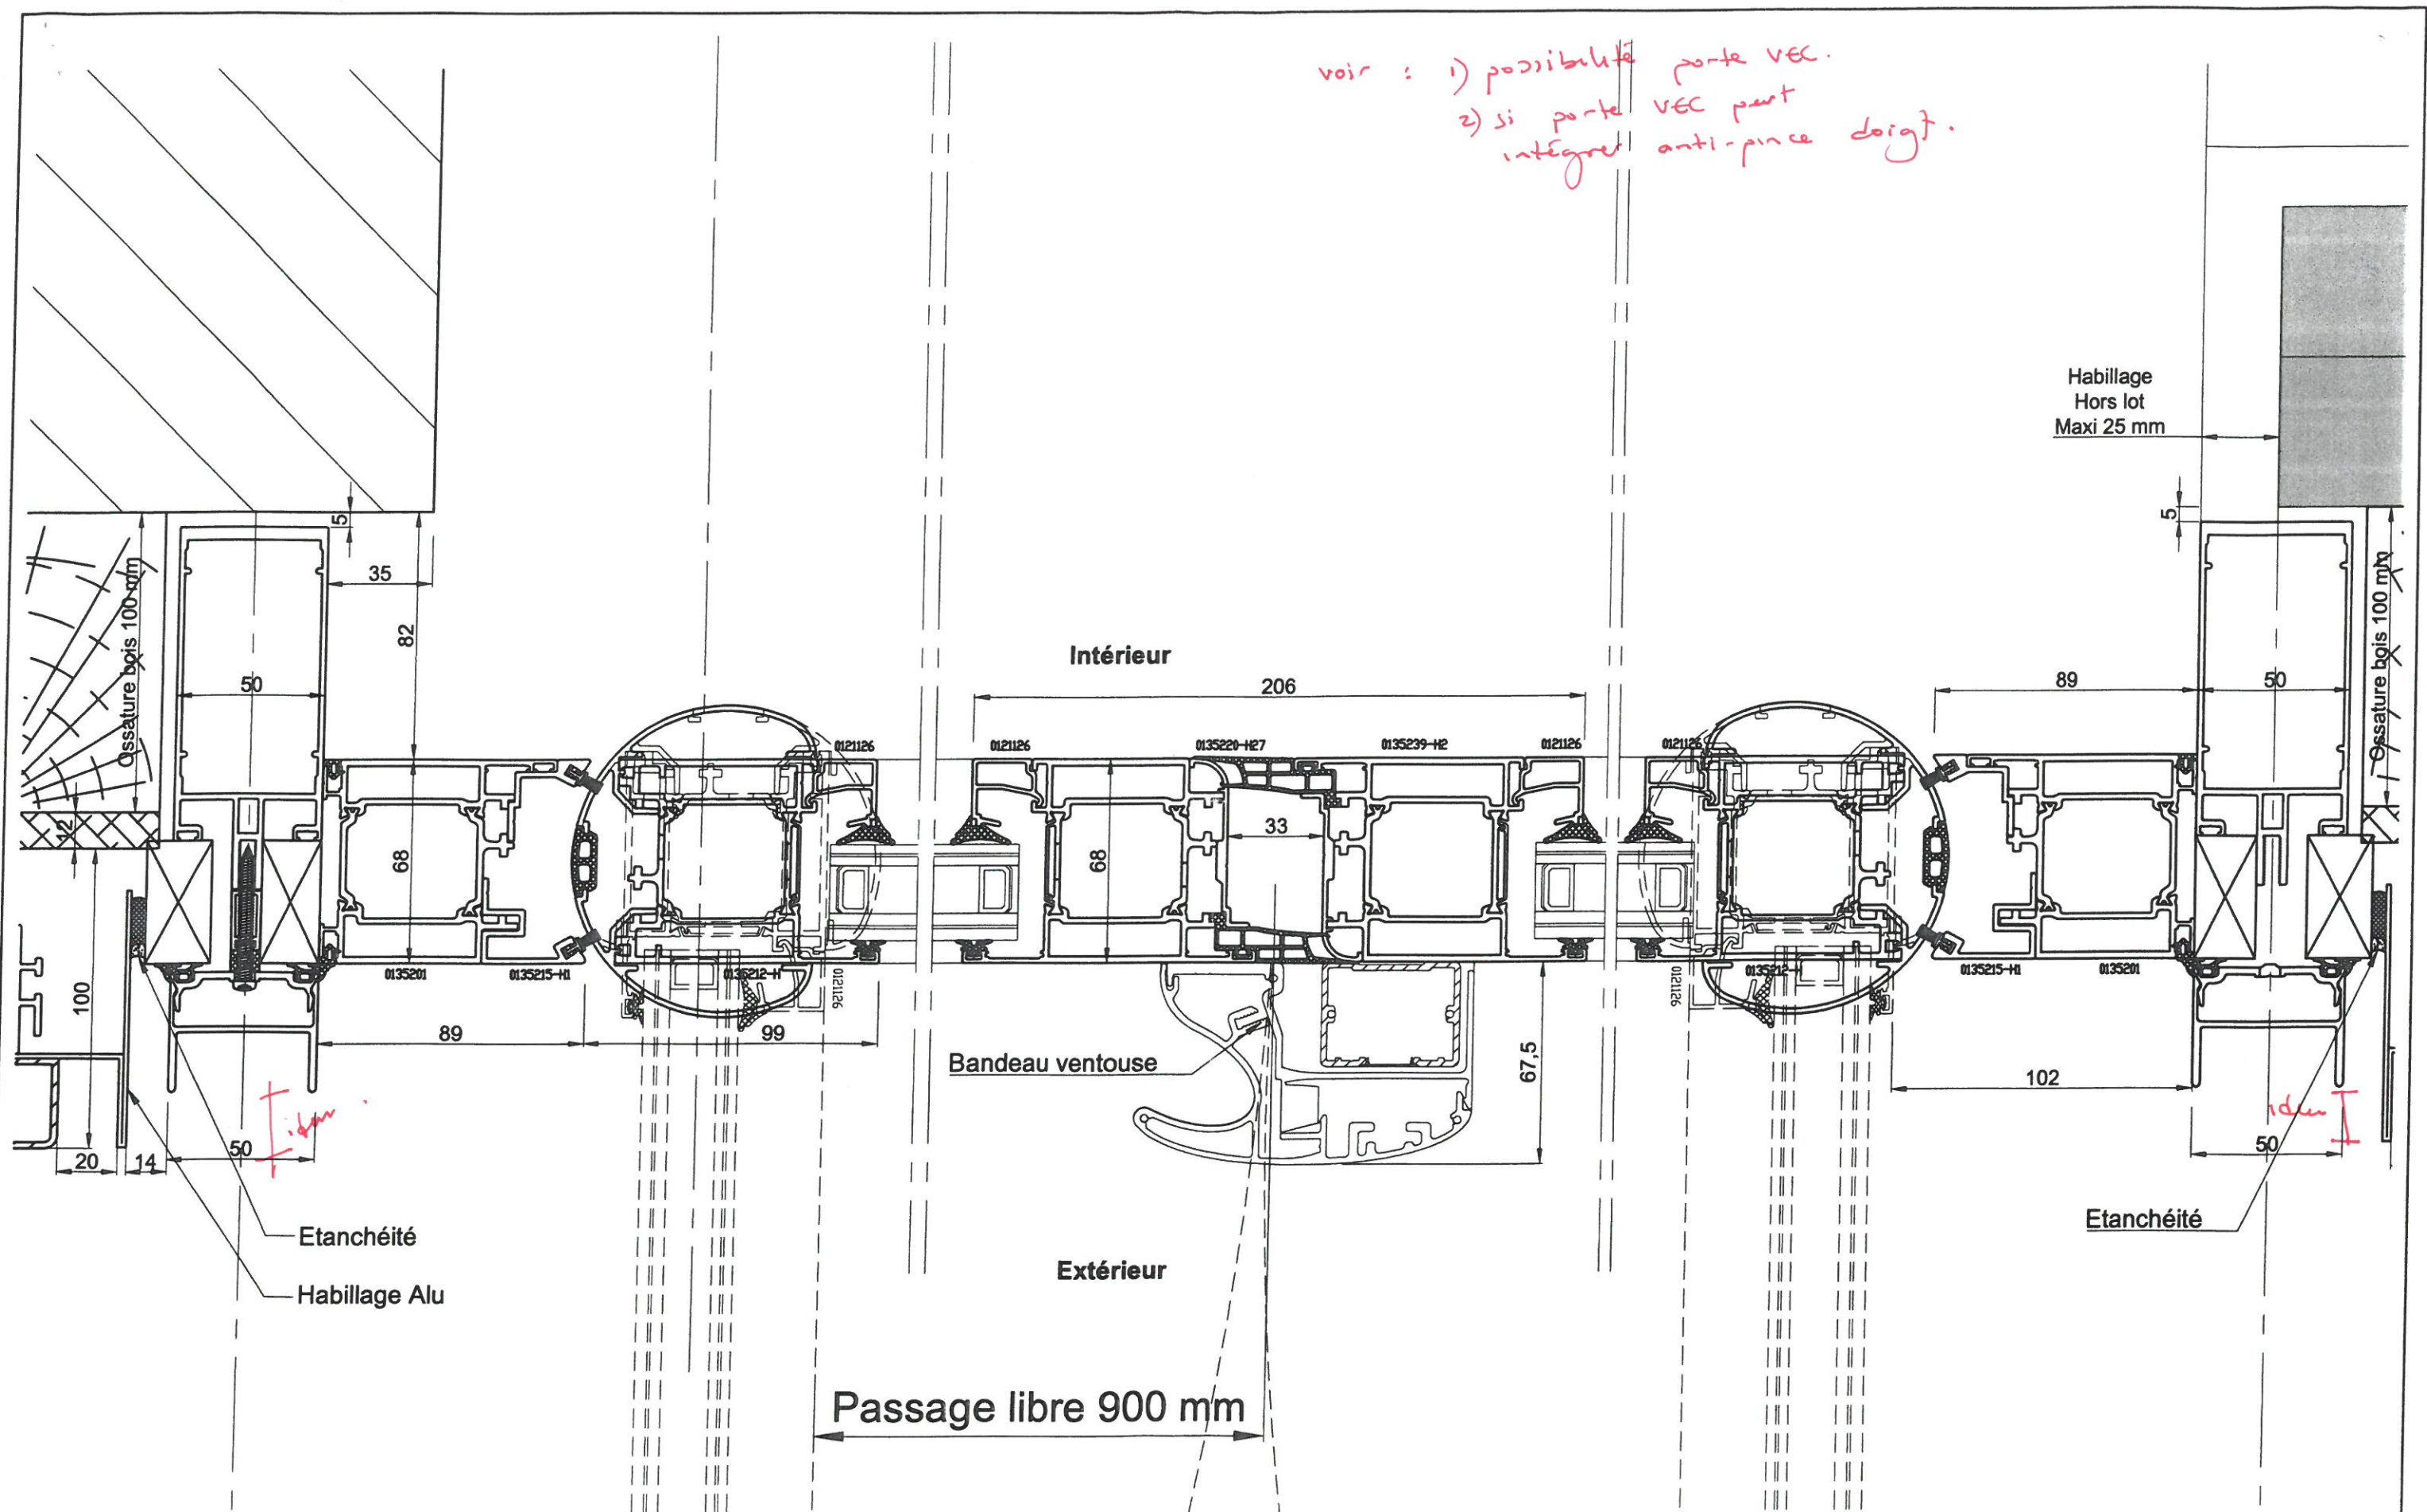 voir : 1) possibilité porte VEC.
2) si porte VEC peut
intégrer anti-pince doigt.
Habillage
Hors lot
Maxi 25 mm
5
5
35
Ossature bois 100 mm
82
Ossature bois 100 mm
Intérieur
50
206
89
50
0121126
0121126
0135220-H27
0135239-H2
0121126
0121126
12
68
68
33
0135201
0135215-H1
0135212-H
0121126
0121126
0135212-H
0135215-H1
0135201
100
89
99
Bandeau ventouse
67,5
102
idem
idem
20
14
50
50
Etanchéité
Etanchéité
Habillage Alu
Extérieur
Passage libre 900 mm